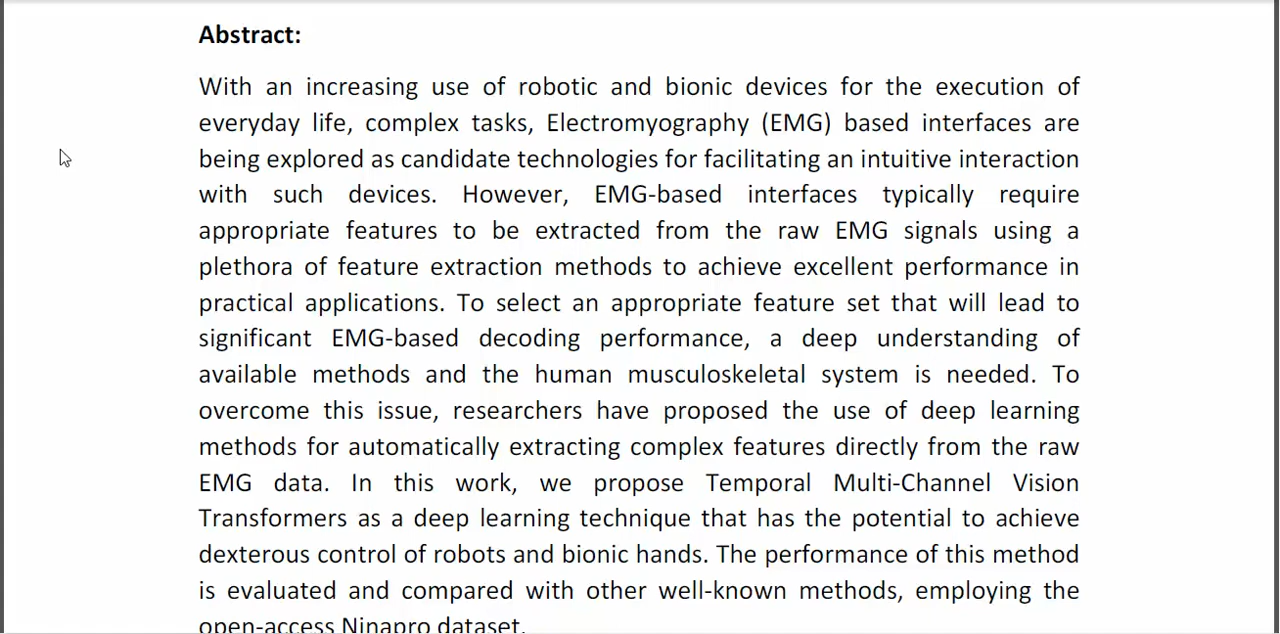 Abstract:
With an increasing use of robotic and bionic devices for the execution of
everyday life, complex tasks, Electromyography (EMG) based interfaces are
being explored as candidate technologies for facilitating an intuitive interaction
with such devices. However, EMG-based interfaces typically require
appropriate features to be extracted from the raw EMG signals using a
plethora of feature extraction methods to achieve excellent performance in
practical applications. To select an appropriate feature set that will lead to
significant EMG-based decoding performance, a deep understanding of
available methods and the human musculoskeletal system is needed. To
overcome this issue, researchers have proposed the use of deep learning
methods for automatically extracting complex features directly from the raw
EMG data. In this work, we propose Temporal Multi-Channel Vision
Transformers as a deep learning technique that has the potential to achieve
dexterous control of robots and bionic hands. The performance of this method
is evaluated and compared with other well-known methods, employing the
open-access Ninapro dataset.